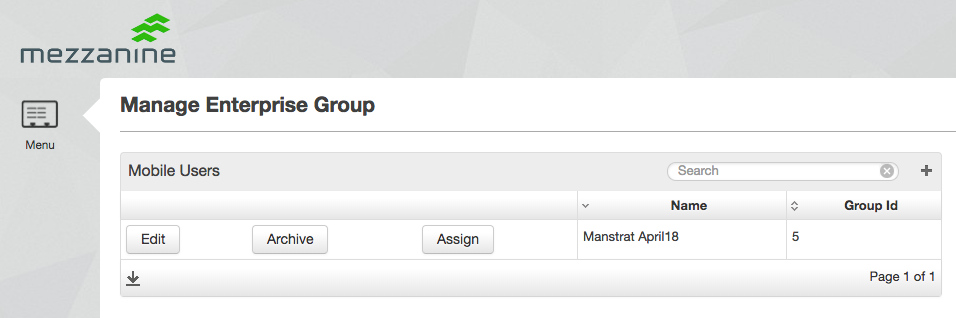 mezzanine
Menu
Manage Enterprise Group
Mobile Users
Search
Name Group Id
Edit Archive Assign Manstrat April18 5
Page 1 of 1